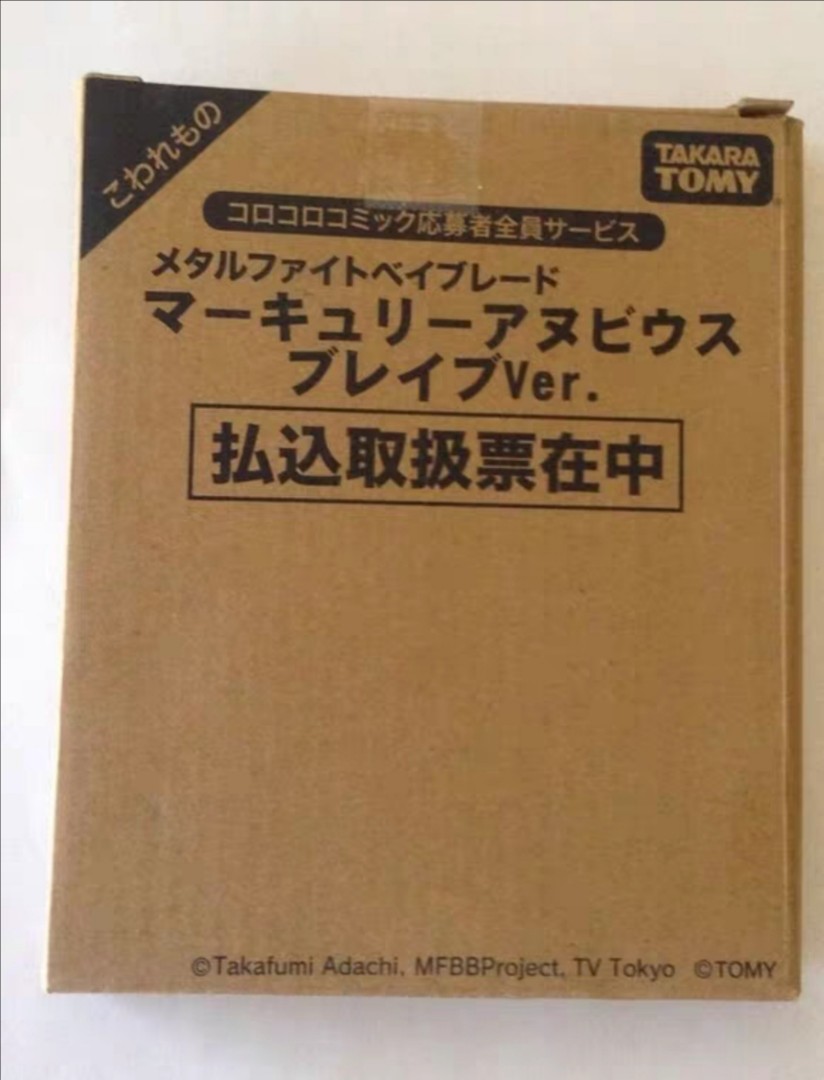 こわれもの
TAKARA
TOMY
コロコロコミック応募者全員サービス
メタルファイトベイブレード
マーキュリーアヌビウス
ブレイブVer.
払込取扱票在中
©Takafumi Adachi, MFBBProject, TV Tokyo ©TOMY